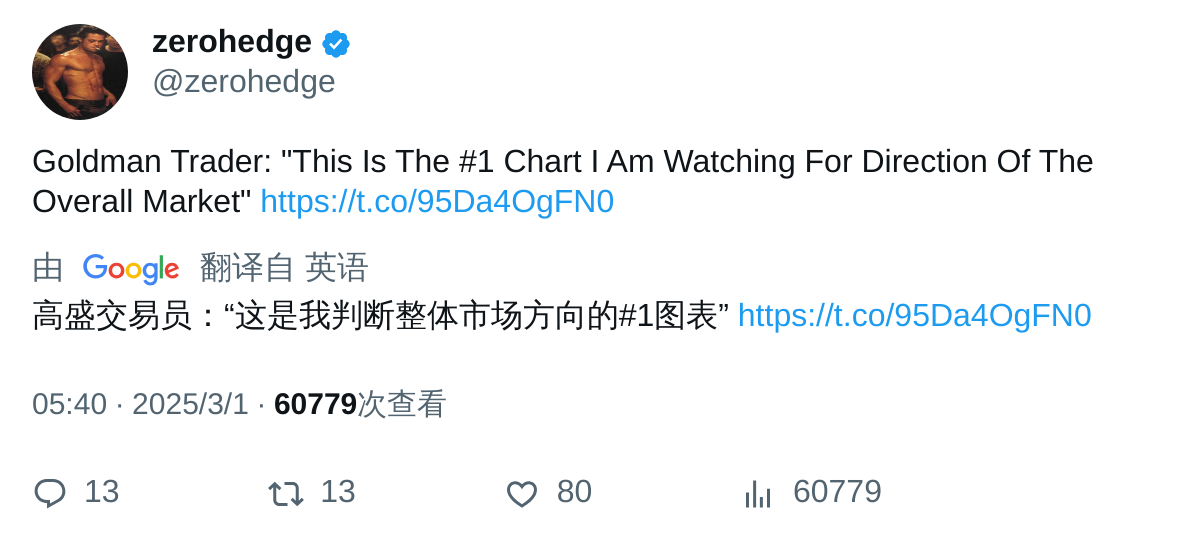 zerohedge
@zerohedge
Goldman Trader: "This Is The #1 Chart I Am Watching For Direction Of The
Overall Market" https://t.co/95Da4OgFN0
由 Google 翻译自 英语
高盛交易员：“这是我判断整体市场方向的#1图表” https://t.co/95Da4OgFN0
05:40 · 2025/3/1 · 60779次查看
13 13 80 60779